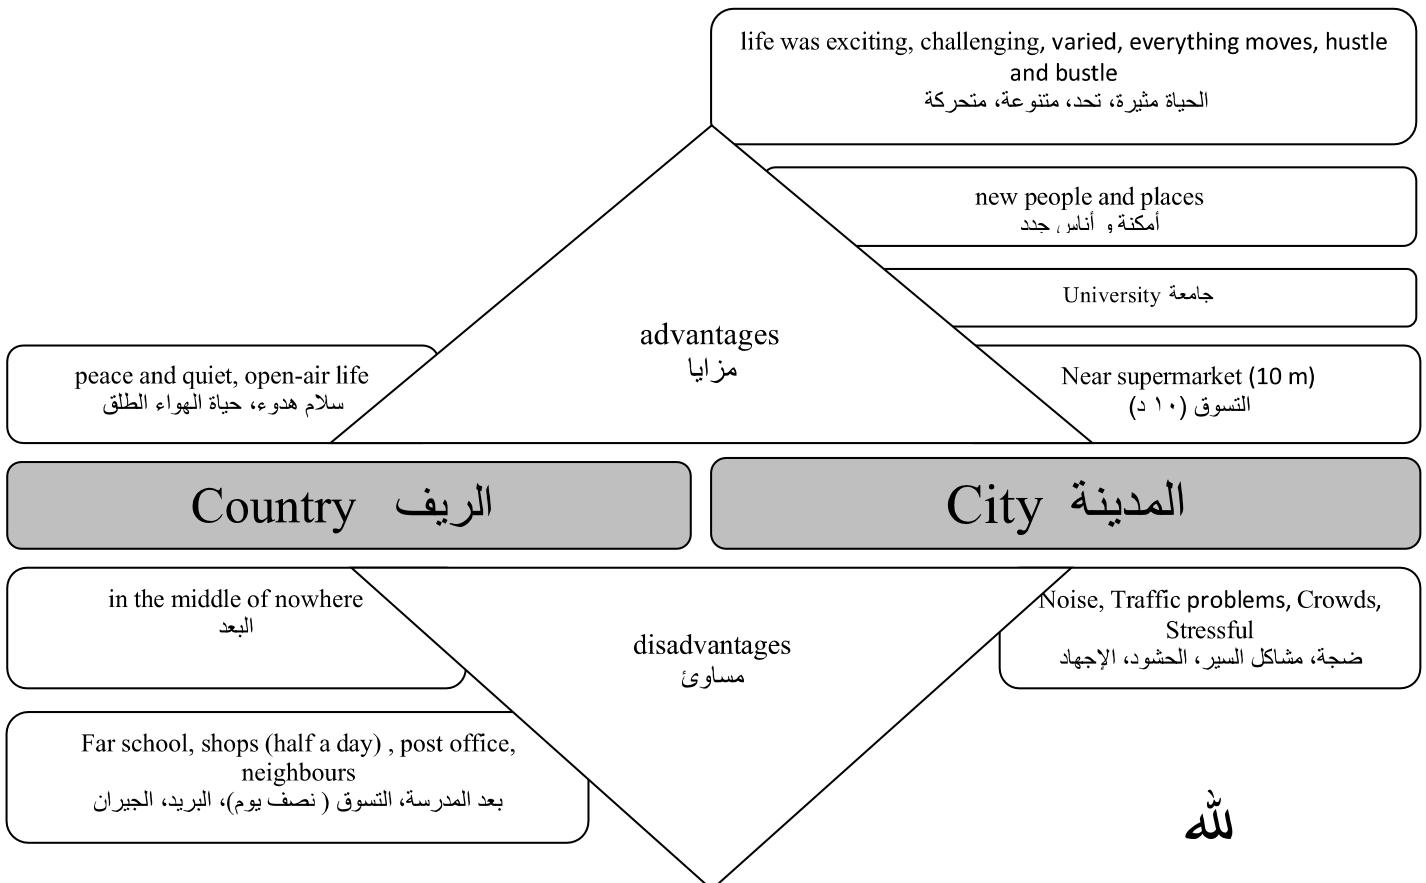 life was exciting, challenging, varied, everything moves, hustle
and bustle
الحياة مثيرة، تحد، متنوعة، متحركة
new people and places
أمكنة و أناس جدد
University جامعة
advantages
مزايا
peace and quiet, open-air life
سلام هدوء، حياة الهواء الطلق
Near supermarket (10 m)
التسوق (١٠ د)
Country الريف
City المدينة
in the middle of nowhere
البعد
Noise, Traffic problems, Crowds,
Stressful
ضجة، مشاكل السير، الحشود، الإجهاد
disadvantages
مساوئ
Far school, shops (half a day) , post office,
neighbours
بعد المدرسة، التسوق ( نصف يوم)، البريد، الجيران
لله